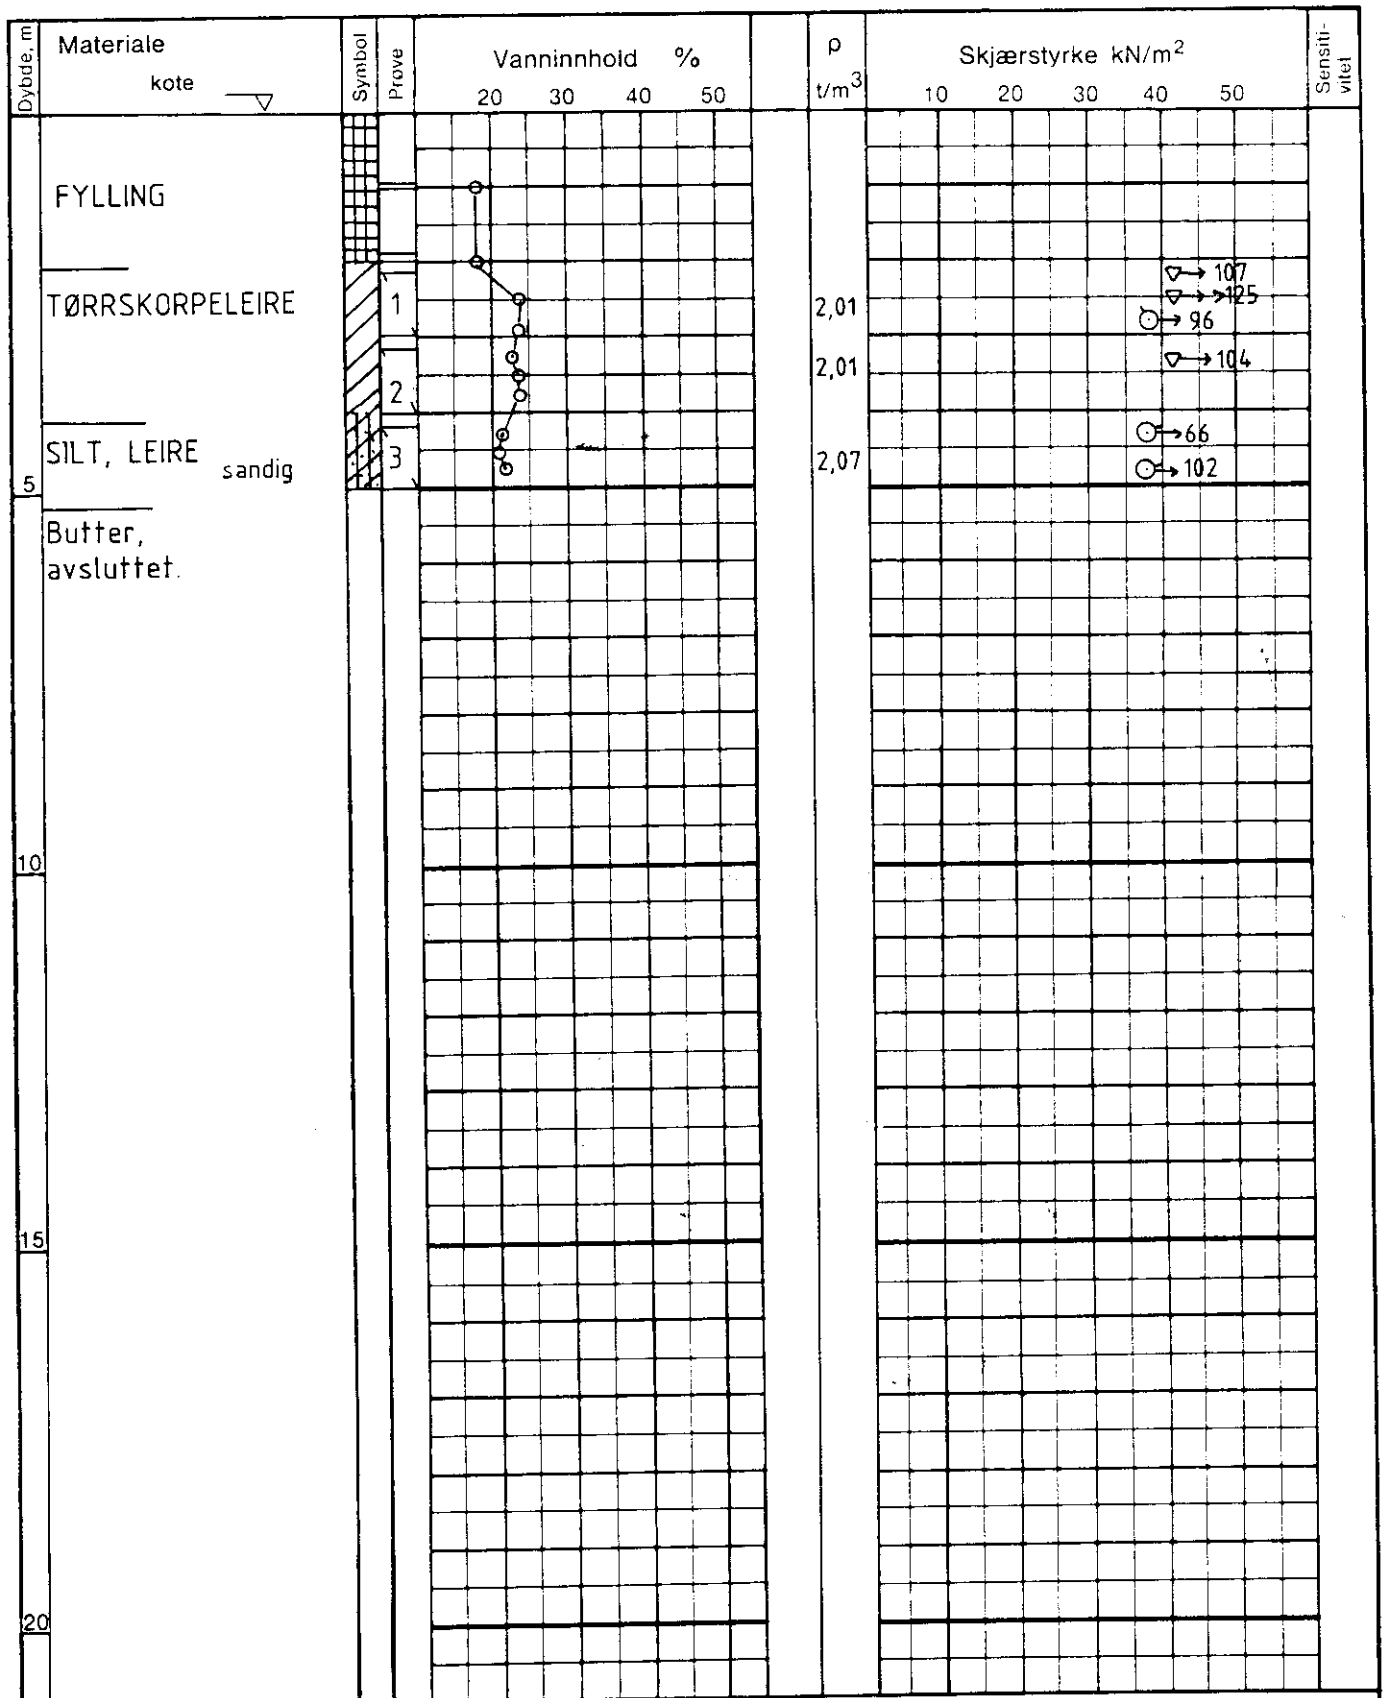 Dybde, m
Materiale
kote
Symbol
Prøve
Vanninnhold %
20 30 40 50
ρ
t/m³
Skjærstyrke kN/m²
10 20 30 40 50
Sensiti-
vitet
FYLLING
107
TØRRSKORPELEIRE
1
2,01
>125
96
2,01
104
2
66
SILT, LEIRE sandig
3
2,07
102
5
Butter,
avsluttet.
10
15
20